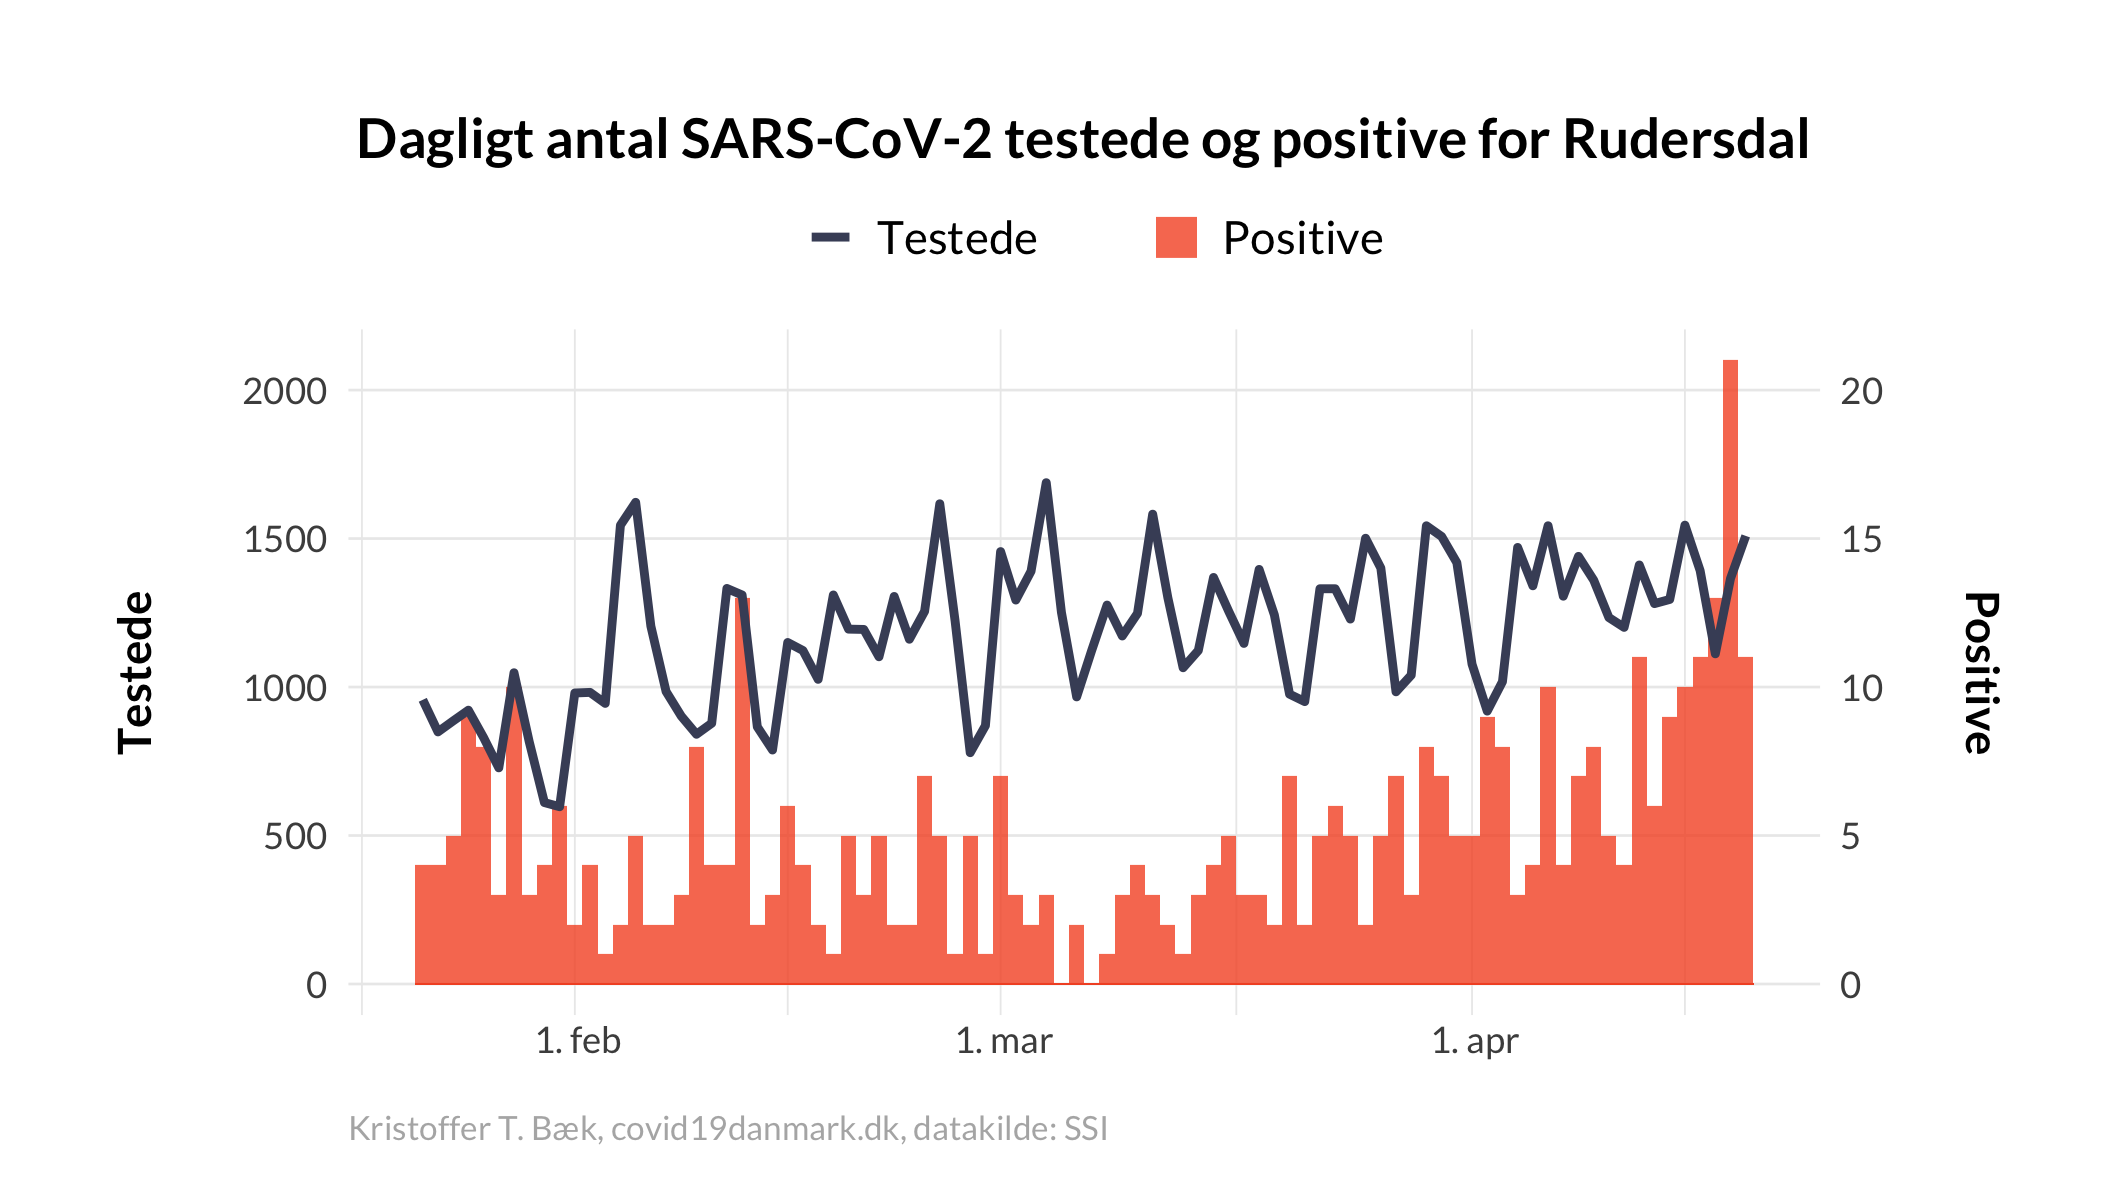 Dagligt antal SARS-CoV-2 testede og positive for Rudersdal
Testede
Positive
2000
1500
1000
500
0
Testede
20
15
10
5
0
Positive
1. feb
1. mar
1. apr
Kristoffer T. Bæk, covid19danmark.dk, datakilde: SSI